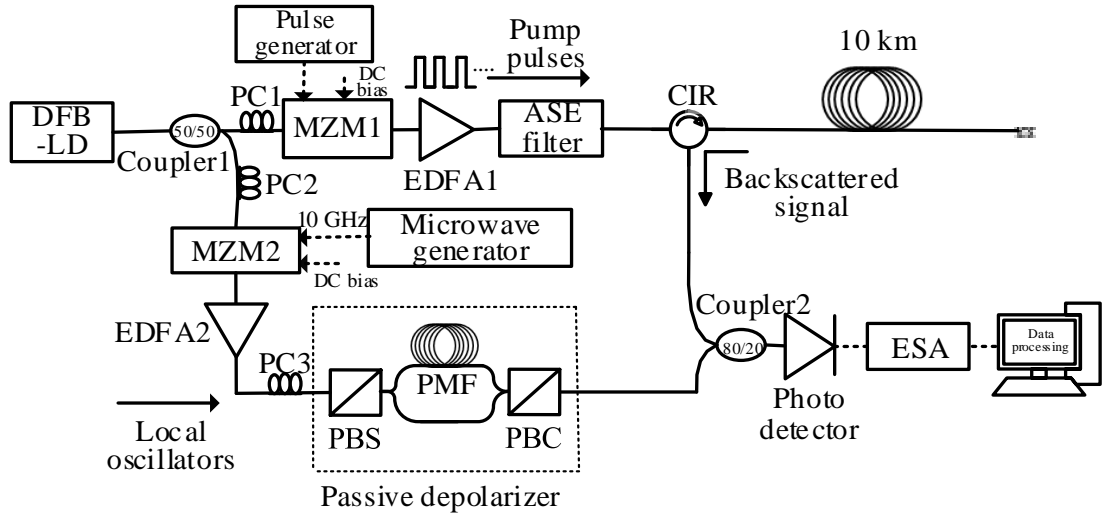 Pulse
generator
DC
bias
Pump
pulses
10 km
DFB
-LD
50/50
Coupler1
PC1
MZM1
EDFA1
ASE
filter
CIR
PC2
Backscattered
signal
10 GHz
Microwave
generator
MZM2
DC bias
EDFA2
PC3
Coupler2
80/20
ESA
Data
processing
PMF
PBS
PBC
Photo
detector
Local
oscillators
Passive depolarizer